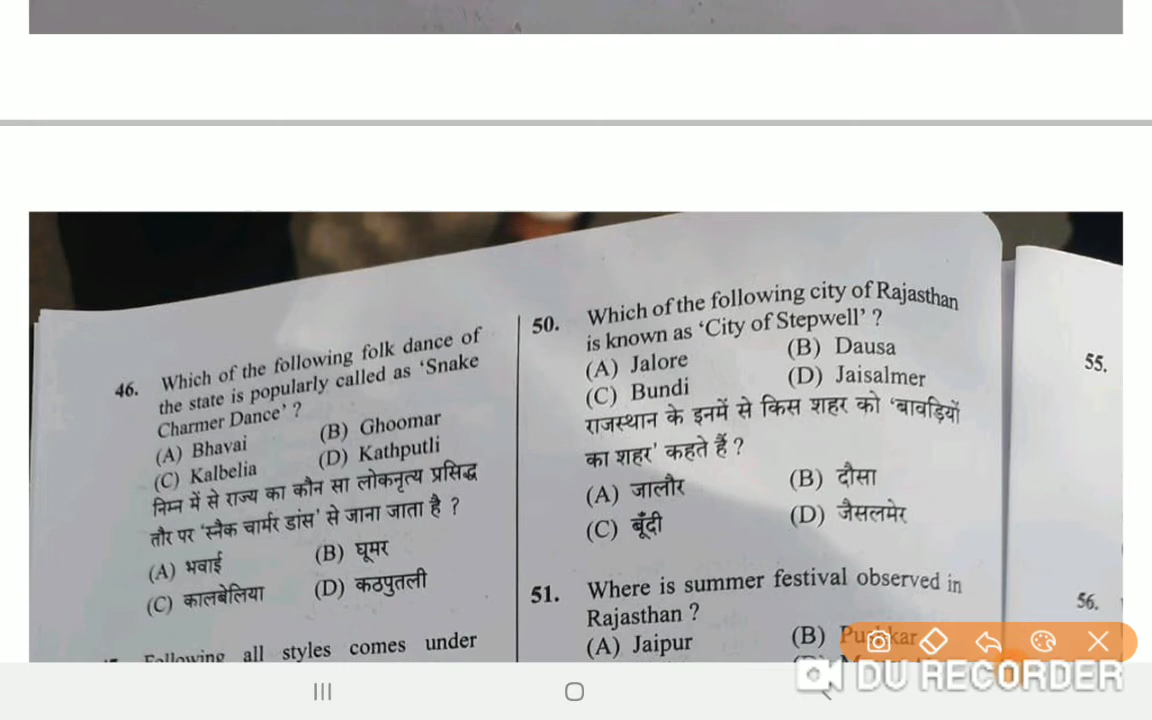 46. Which of the following folk dance of
the state is popularly called as ‘Snake
Charmer Dance’ ?
(A) Bhavai (B) Ghoomar
(C) Kalbelia (D) Kathputli
निम्न में से राज्य का कौन सा लोकनृत्य प्रसिद्ध
तौर पर ‘स्नैक चार्मर डांस’ से जाना जाता है ?
(A) भवाई (B) घूमर
(C) कालबेलिया (D) कठपुतली
Following all styles comes under
50. Which of the following city of Rajasthan
is known as ‘City of Stepwell’ ?
(A) Jalore (B) Dausa
(C) Bundi (D) Jaisalmer
राजस्थान के इनमें से किस शहर को ‘बावड़ियों
का शहर’ कहते हैं ?
(A) जालौर (B) दौसा
(C) बूँदी (D) जैसलमेर
51. Where is summer festival observed in
Rajasthan ?
(A) Jaipur (B) Pushkar
55.
56.
DU RECORDER